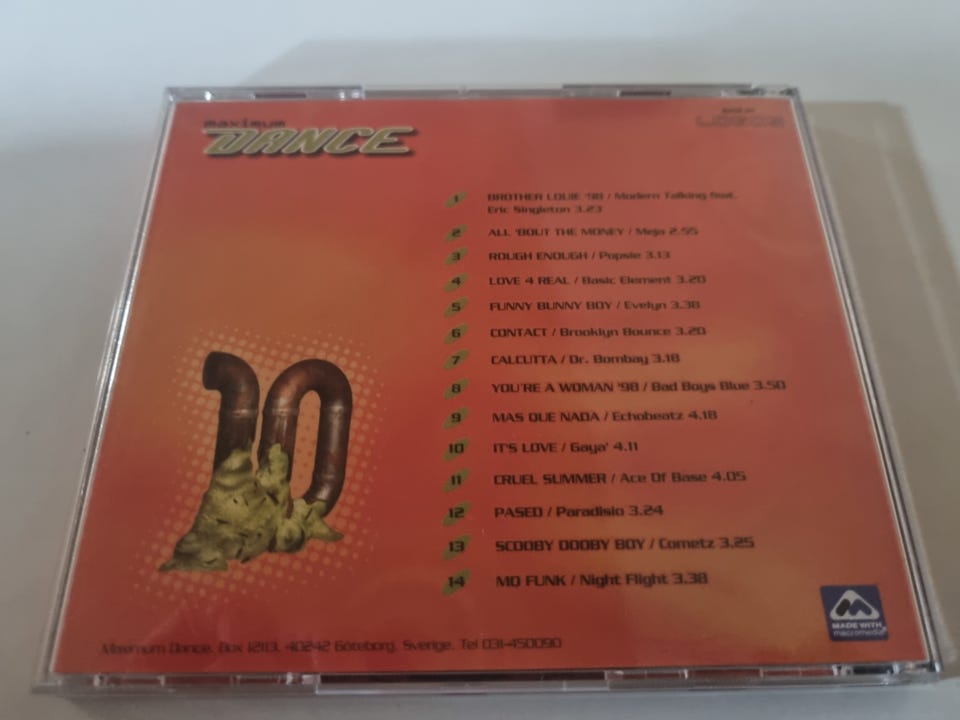 maximum
DANCE
1 BROTHER LOUIE '98 / Modern Talking feat.
Eric Singleton 3.23
2 ALL 'BOUT THE MONEY / Meja 2.55
3 ROUGH ENOUGH / Popsie 3.13
4 LOVE 4 REAL / Basic Element 3.20
5 FUNNY BUNNY BOY / Evelyn 3.38
6 CONTACT / Brooklyn Bounce 3.20
7 CALCUTTA / Dr. Bombay 3.18
8 YOU'RE A WOMAN '98 / Bad Boys Blue 3.50
9 MAS QUE NADA / Echobeatz 4.18
10 IT'S LOVE / Gaya' 4.11
11 CRUEL SUMMER / Ace Of Base 4.05
12 PASEO / Paradisio 3.24
13 SCOOBY DOOBY BOY / Cometz 3.25
14 MO FUNK / Night Flight 3.38
10
MADE WITH
macromedia
Maximum Dance, Box 12113, 40242 Göteborg, Sverige. Tel 031-450090